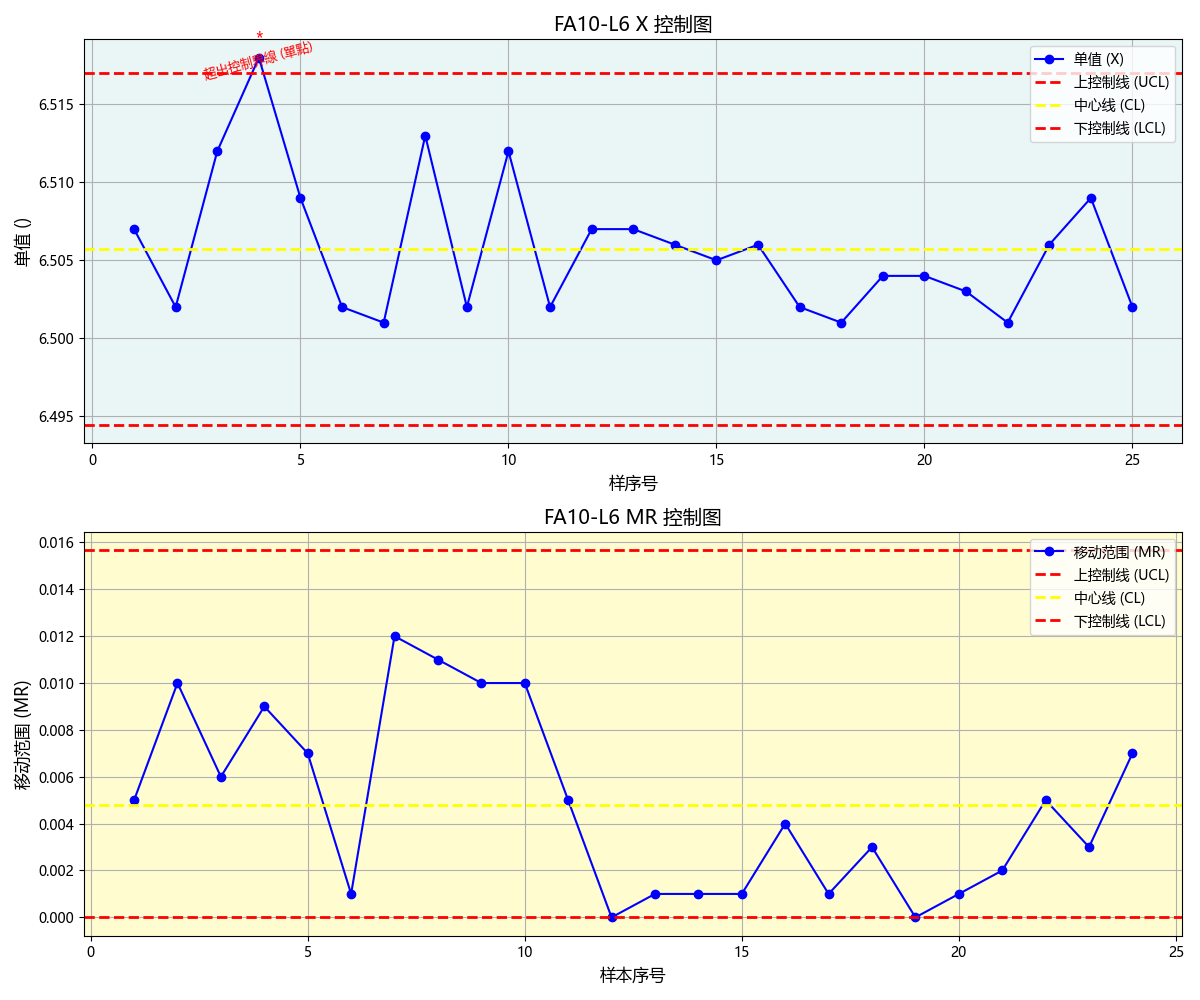 FA10-L6 X 控制图
*
超出控制界線 (單點)
单值 (X)
上控制线 (UCL)
中心线 (CL)
下控制线 (LCL)
单值 ()
6.515
6.510
6.505
6.500
6.495
0 5 10 15 20 25
样序号
FA10-L6 MR 控制图
移动范围 (MR)
上控制线 (UCL)
中心线 (CL)
下控制线 (LCL)
移动范围 (MR)
0.016
0.014
0.012
0.010
0.008
0.006
0.004
0.002
0.000
0 5 10 15 20 25
样本序号